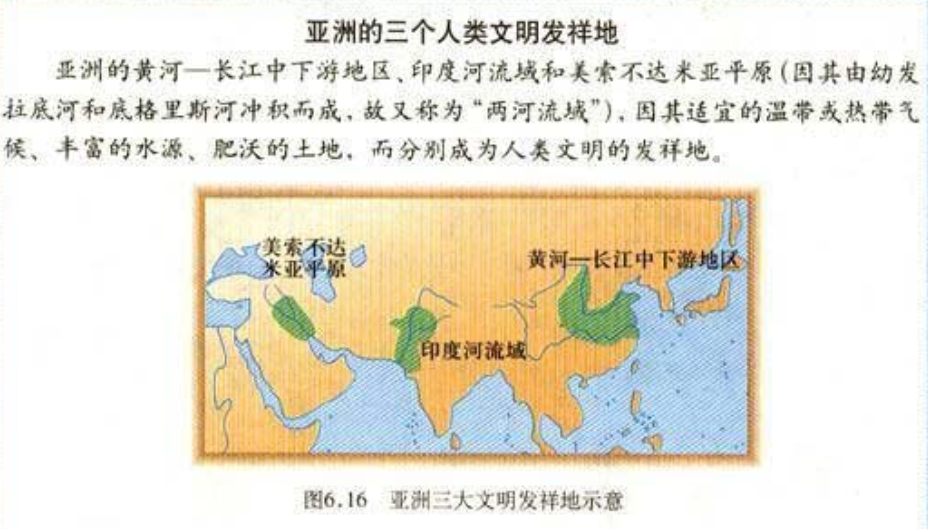 亚洲的三个人类文明发祥地
亚洲的黄河—长江中下游地区、印度河流域和美索不达米亚平原(因其由幼发
拉底河和底格里斯河冲积而成,故又称为“两河流域”),因其适宜的温带或热带气
候、丰富的水源、肥沃的土地,而分别成为人类文明的发祥地。
美索不达
米亚平原
黄河—长江中下游地区
印度河流域
图6.16 亚洲三大文明发祥地示意